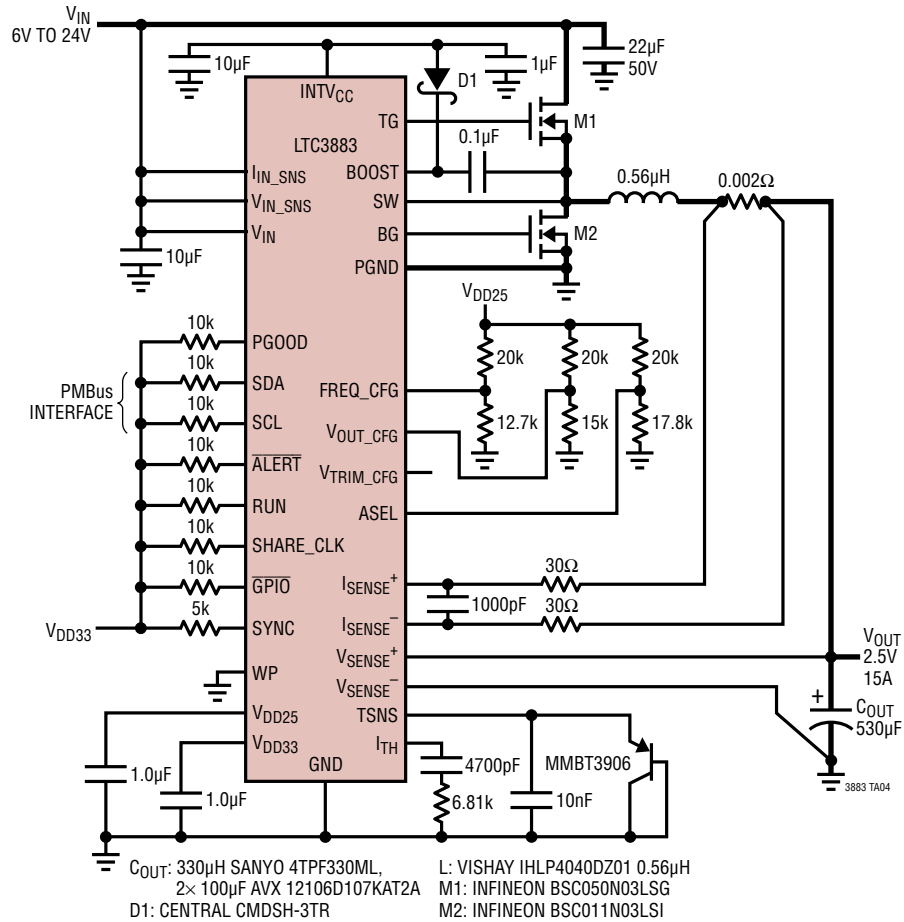 VIN
6V TO 24V
10µF
1µF
22µF
50V
D1
INTVCC
LTC3883
TG
M1
0.1µF
IIN_SNS
BOOST
0.56µH
0.002Ω
VIN_SNS
SW
VIN
BG
M2
10µF
PGND
VDD25
10k
PGOOD
20k
20k
20k
10k
SDA
FREQ_CFG
PMBus
INTERFACE
10k
SCL
12.7k
15k
17.8k
VOUT_CFG
10k
ALERT
VTRIM_CFG
10k
RUN
ASEL
10k
SHARE_CLK
10k
GPIO
ISENSE+
30Ω
1000pF
5k
SYNC
ISENSE–
30Ω
VDD33
VSENSE+
VOUT
2.5V
15A
WP
VSENSE–
+
COUT
530µF
VDD25
TSNS
VDD33
ITH
4700pF
MMBT3906
GND
1.0µF
1.0µF
6.81k
10nF
3883 TA04
COUT: 330µH SANYO 4TPF330ML,
2× 100µF AVX 12106D107KAT2A
D1: CENTRAL CMDSH-3TR
L: VISHAY IHLP4040DZ01 0.56µH
M1: INFINEON BSC050N03LSG
M2: INFINEON BSC011N03LSI